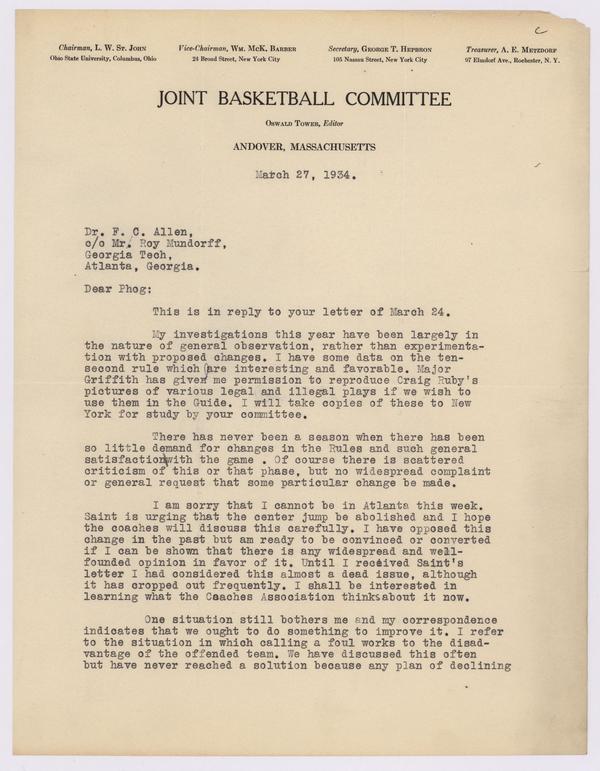 c
Chairman, L. W. St. John Vice-Chairman, Wm. McK. Barber Secretary, George T. Hepbron Treasurer, A. E. Metzdorf
Ohio State University, Columbus, Ohio 24 Broad Street, New York City 105 Nassau Street, New York City 97 Elmdorf Ave., Rochester, N. Y.
JOINT BASKETBALL COMMITTEE
Oswald Tower, Editor
ANDOVER, MASSACHUSETTS
March 27, 1934.
Dr. F. C. Allen,
c/o Mr. Roy Mundorff,
Georgia Tech,
Atlanta, Georgia.
Dear Phog:
This is in reply to your letter of March 24.
My investigations this year have been largely in
the nature of general observation, rather than experimenta-
tion with proposed changes. I have some data on the ten-
second rule which are interesting and favorable. Major
Griffith has given me permission to reproduce Craig Ruby's
pictures of various legal and illegal plays if we wish to
use them in the Guide. I will take copies of these to New
York for study by your committee.
There has never been a season when there has been
so little demand for changes in the Rules and such general
satisfaction with the game . Of course there is scattered
criticism of this or that phase, but no widespread complaint
or general request that some particular change be made.
I am sorry that I cannot be in Atlanta this week.
Saint is urging that the center jump be abolished and I hope
the coaches will discuss this carefully. I have opposed this
change in the past but am ready to be convinced or converted
if I can be shown that there is any widespread and well-
founded opinion in favor of it. Until I received Saint's
letter I had considered this almost a dead issue, although
it has cropped out frequently. I shall be interested in
learning what the Coaches Association thinks about it now.
One situation still bothers me and my correspondence
indicates that we ought to do something to improve it. I refer
to the situation in which calling a foul works to the disad-
vantage of the offended team. We have discussed this often
but have never reached a solution because any plan of declining